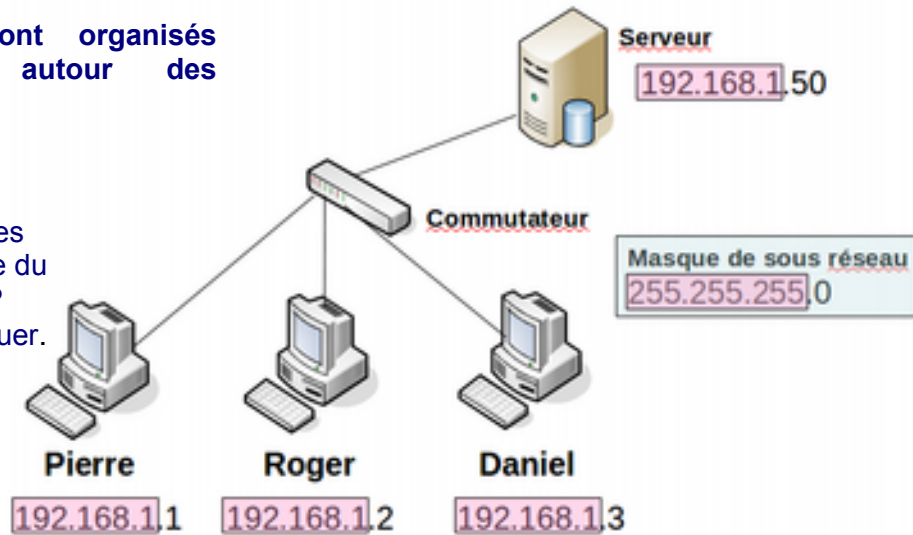 ont organisés
autour des
es
e du
uer.
Serveur
192.168.1.50
Commutateur
Masque de sous réseau
255.255.255.0
Pierre
Roger
Daniel
192.168.1.1
192.168.1.2
192.168.1.3